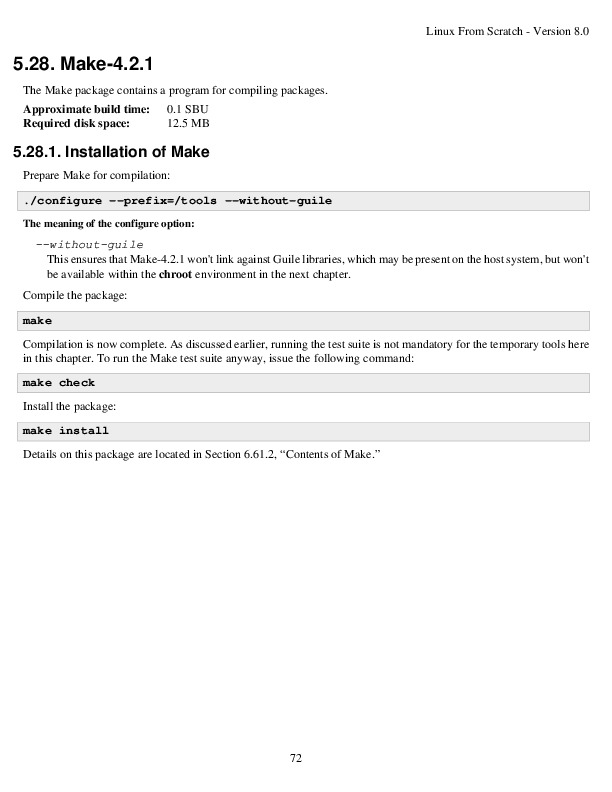 Linux From Scratch - Version 8.0
5.28. Make-4.2.1
The Make package contains a program for compiling packages.
Approximate build time: 0.1 SBU
Required disk space: 12.5 MB
5.28.1. Installation of Make
Prepare Make for compilation:
./configure --prefix=/tools --without-guile
The meaning of the configure option:
--without-guile
This ensures that Make-4.2.1 won't link against Guile libraries, which may be present on the host system, but won't
be available within the chroot environment in the next chapter.
Compile the package:
make
Compilation is now complete. As discussed earlier, running the test suite is not mandatory for the temporary tools here
in this chapter. To run the Make test suite anyway, issue the following command:
make check
Install the package:
make install
Details on this package are located in Section 6.61.2, “Contents of Make.”
72